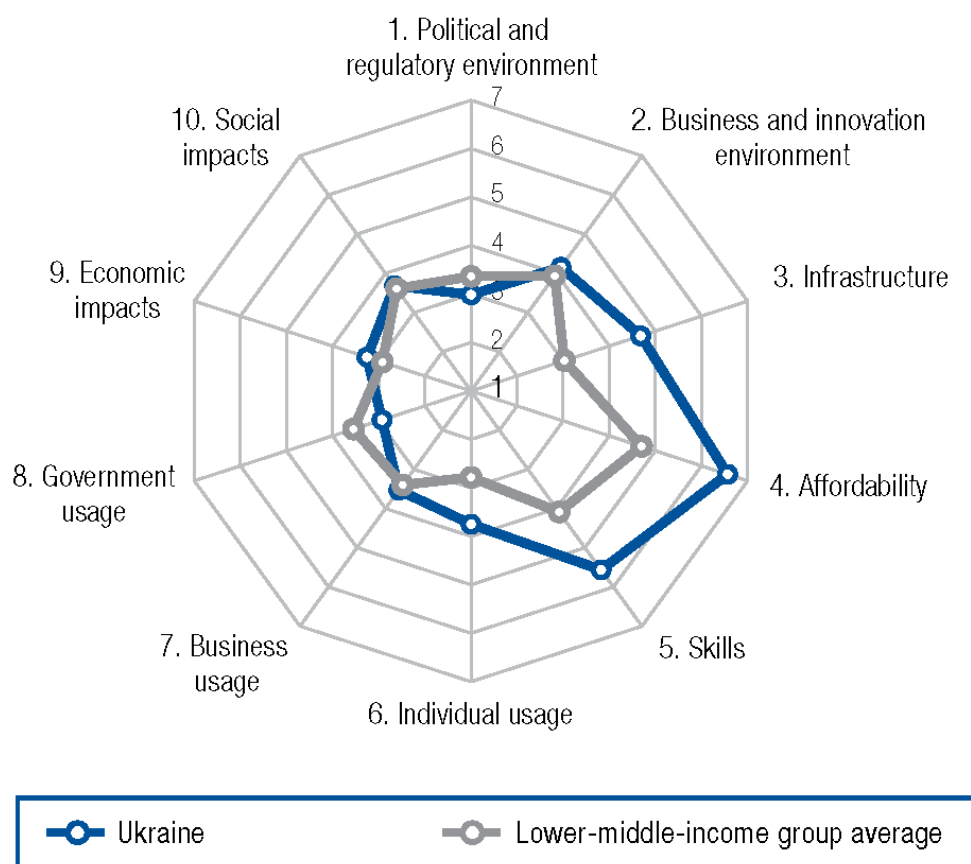 1. Political and
regulatory environment
2. Business and innovation
environment
3. Infrastructure
4. Affordability
5. Skills
6. Individual usage
7. Business
usage
8. Government
usage
9. Economic
impacts
10. Social
impacts
7
6
5
4
3
2
1
Ukraine
Lower-middle-income group average